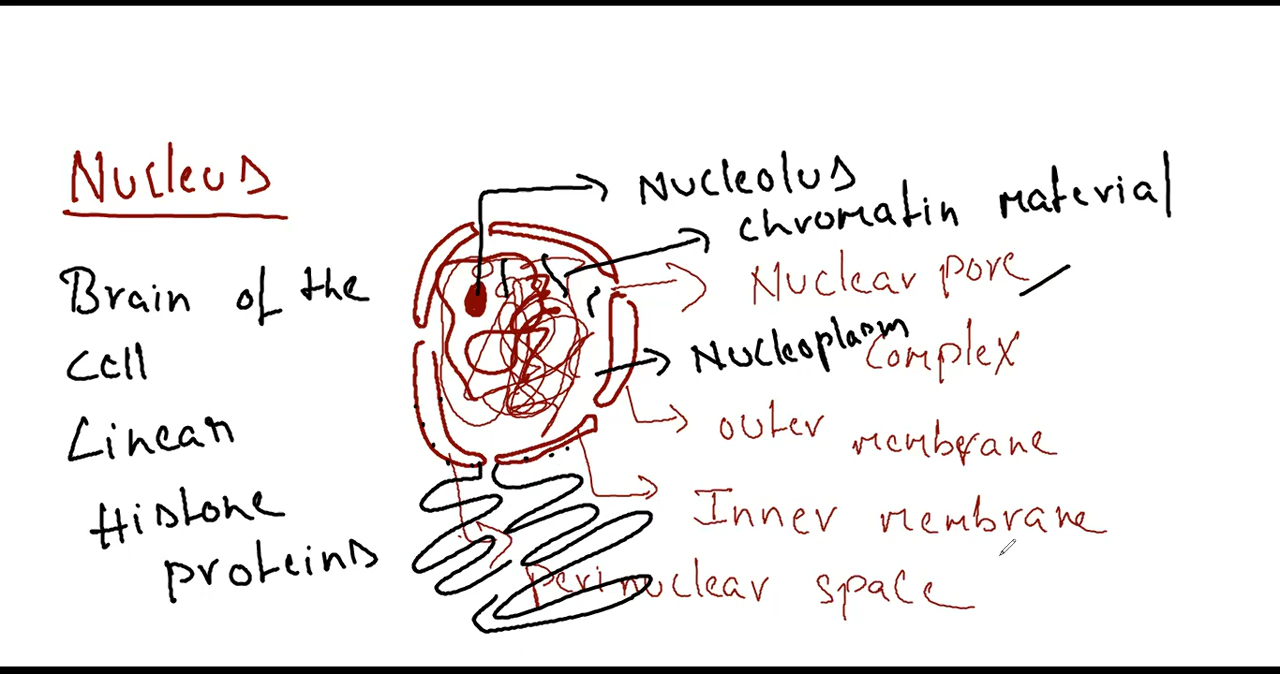 Nucleus
Brain of the
cell
Linear
Histone
proteins
Nucleolus
chromatin material
Nuclear pore
complex
Nucleoplasm
outer membrane
Inner membrane
perinuclear space